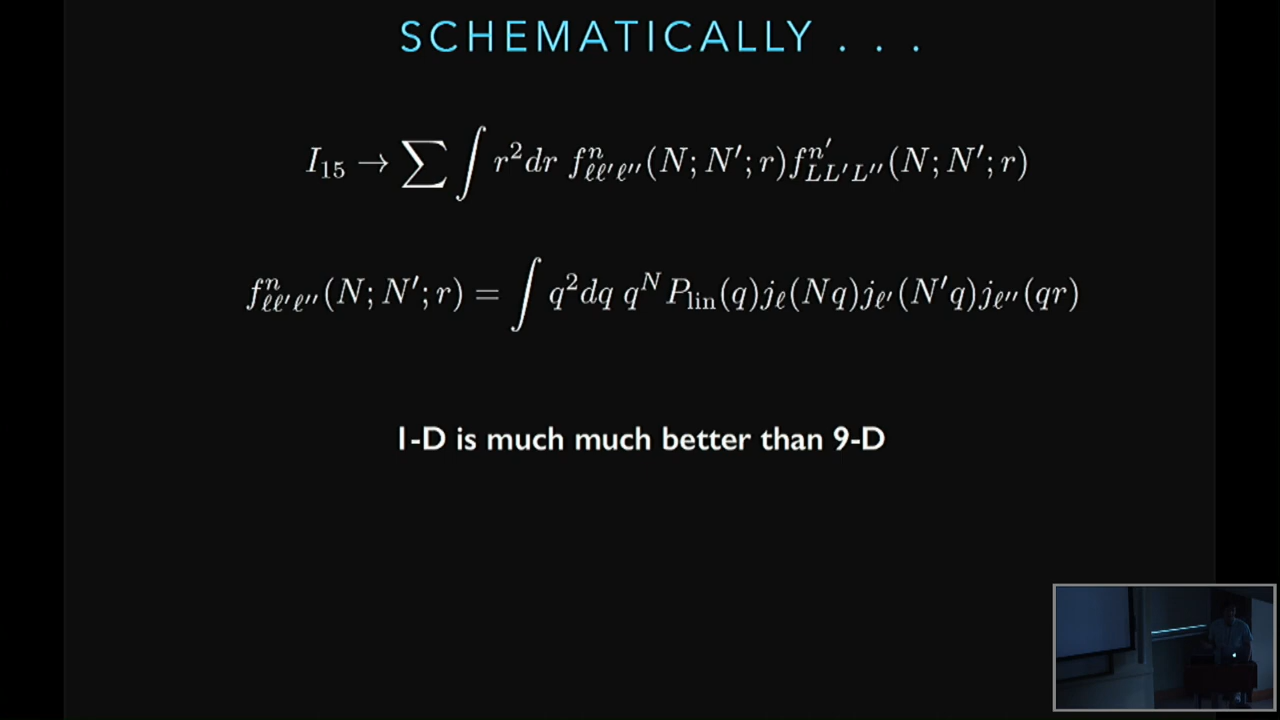 SCHEMATICALLY . . .
$I_{15} \to \sum \int r^2 dr \; f^{n}_{\ell\ell'\ell''}(N; N'; r) f^{n'}_{LL'L''}(N; N'; r)$
$f^{n}_{\ell\ell'\ell''}(N; N'; r) = \int q^2 dq \; q^N P_{\text{lin}}(q) j_{\ell}(Nq) j_{\ell'}(N'q) j_{\ell''}(qr)$
1-D is much much better than 9-D